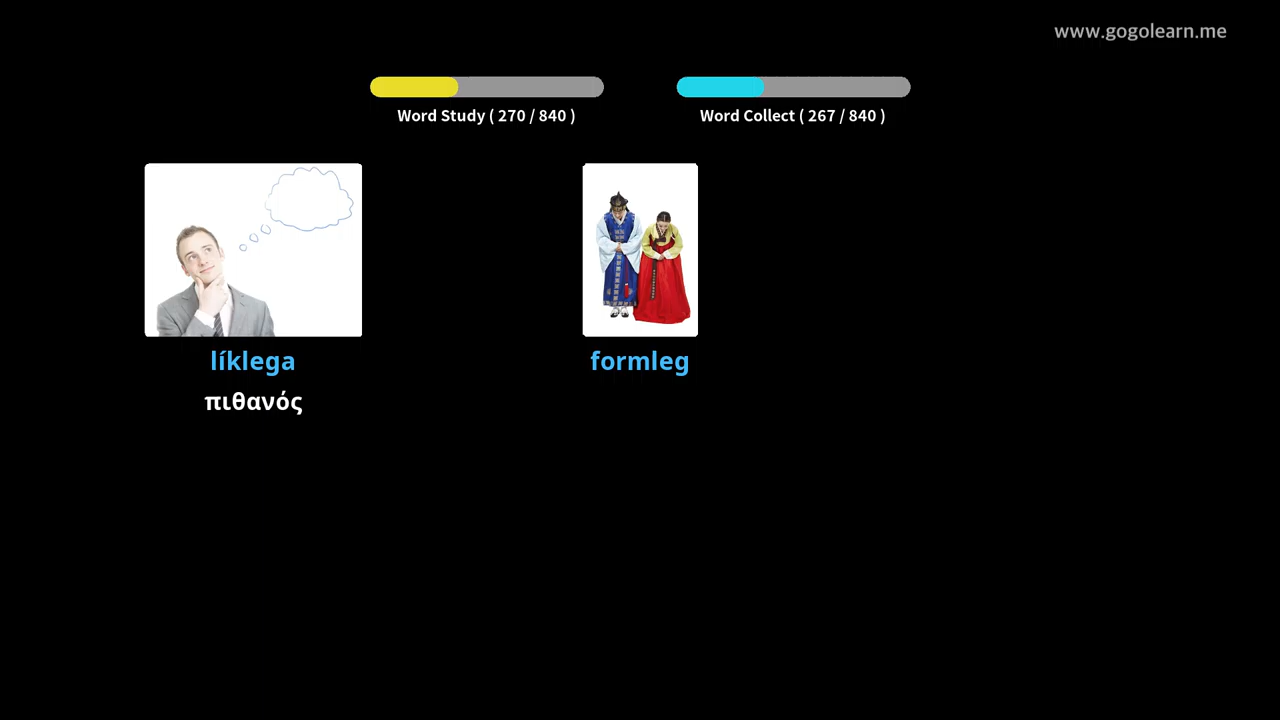 www.gogolearn.me
Word Study ( 270 / 840 )
Word Collect ( 267 / 840 )
líklega
πιθανός
formleg